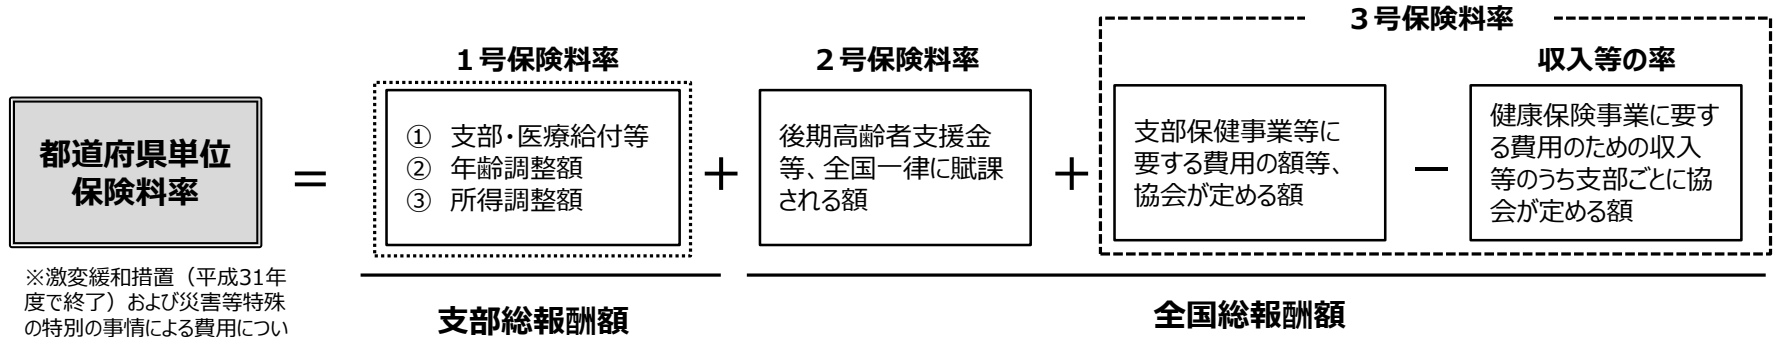 3号保険料率
1号保険料率
2号保険料率
収入等の率
都道府県単位
保険料率
=
① 支部・医療給付等
② 年齢調整額
③ 所得調整額
+
後期高齢者支援金
等、全国一律に賦課
される額
+
支部保健事業等に
要する費用の額等、
協会が定める額
－
健康保険事業に要す
る費用のための収入
等のうち支部ごとに協
会が定める額
※激変緩和措置（平成31年
度で終了）および災害等特殊
の特別の事情による費用につい
支部総報酬額
全国総報酬額